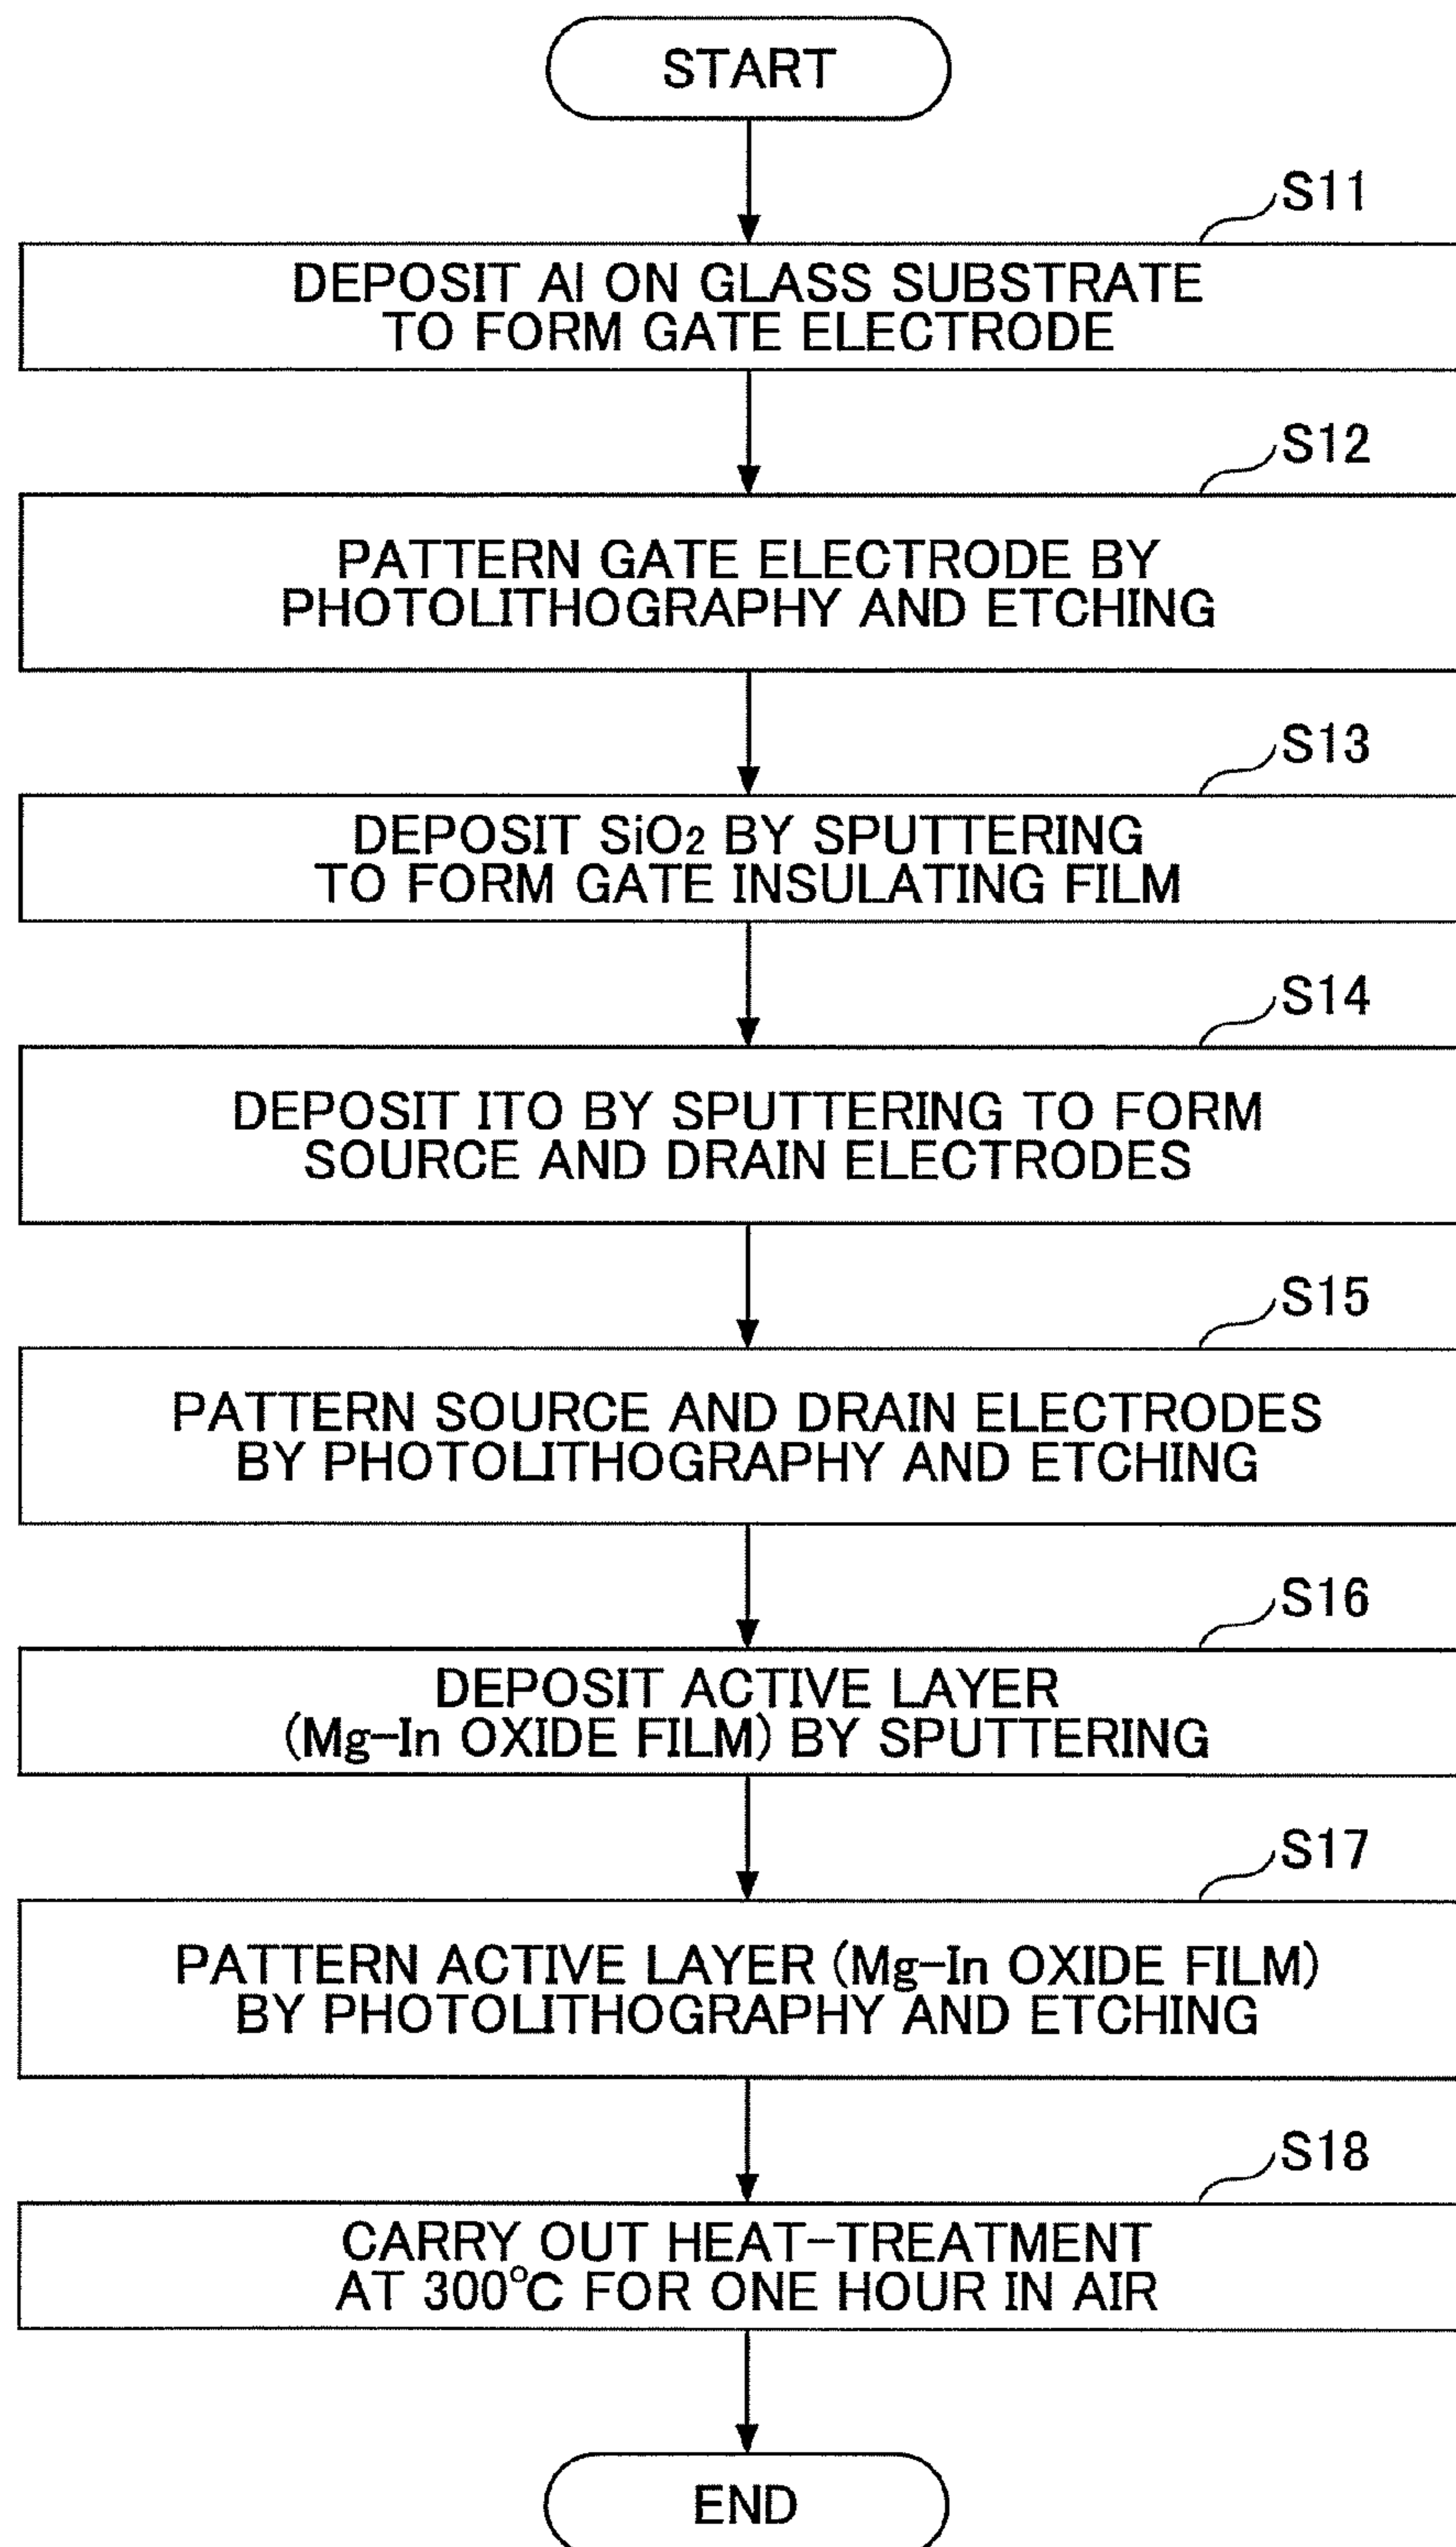 START
S11
DEPOSIT Al ON GLASS SUBSTRATE
TO FORM GATE ELECTRODE
S12
PATTERN GATE ELECTRODE BY
PHOTOLITHOGRAPHY AND ETCHING
S13
DEPOSIT SiO₂ BY SPUTTERING
TO FORM GATE INSULATING FILM
S14
DEPOSIT ITO BY SPUTTERING TO FORM
SOURCE AND DRAIN ELECTRODES
S15
PATTERN SOURCE AND DRAIN ELECTRODES
BY PHOTOLITHOGRAPHY AND ETCHING
S16
DEPOSIT ACTIVE LAYER
(Mg-In OXIDE FILM) BY SPUTTERING
S17
PATTERN ACTIVE LAYER (Mg-In OXIDE FILM)
BY PHOTOLITHOGRAPHY AND ETCHING
S18
CARRY OUT HEAT-TREATMENT
AT 300°C FOR ONE HOUR IN AIR
END